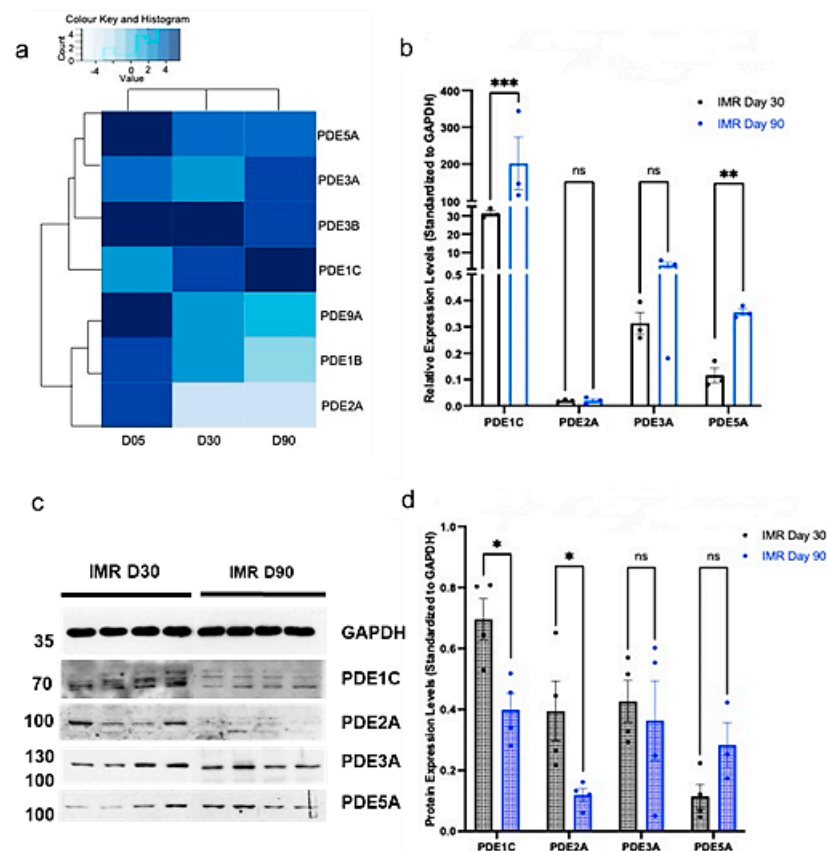 a
Colour Key and Histogram
Count
0 2 4
-4 0 2 4
Value
PDE5A
PDE3A
PDE3B
PDE1C
PDE9A
PDE1B
PDE2A
D05 D30 D90
b
Relative Expression Levels (Standardized to GAPDH)
400
300
200
100
30
20
10
0.5
0.4
0.3
0.2
0.1
0.0
*** ns ns **
IMR Day 30
IMR Day 90
PDE1C PDE2A PDE3A PDE5A
c
IMR D30 IMR D90
35 GAPDH
70 PDE1C
100 PDE2A
130 PDE3A
100
100 PDE5A
d
Protein Expression Levels (Standardized to GAPDH)
1.0
0.8
0.6
0.4
0.2
0.0
* * ns ns
IMR Day 30
IMR Day 90
PDE1C PDE2A PDE3A PDE5A